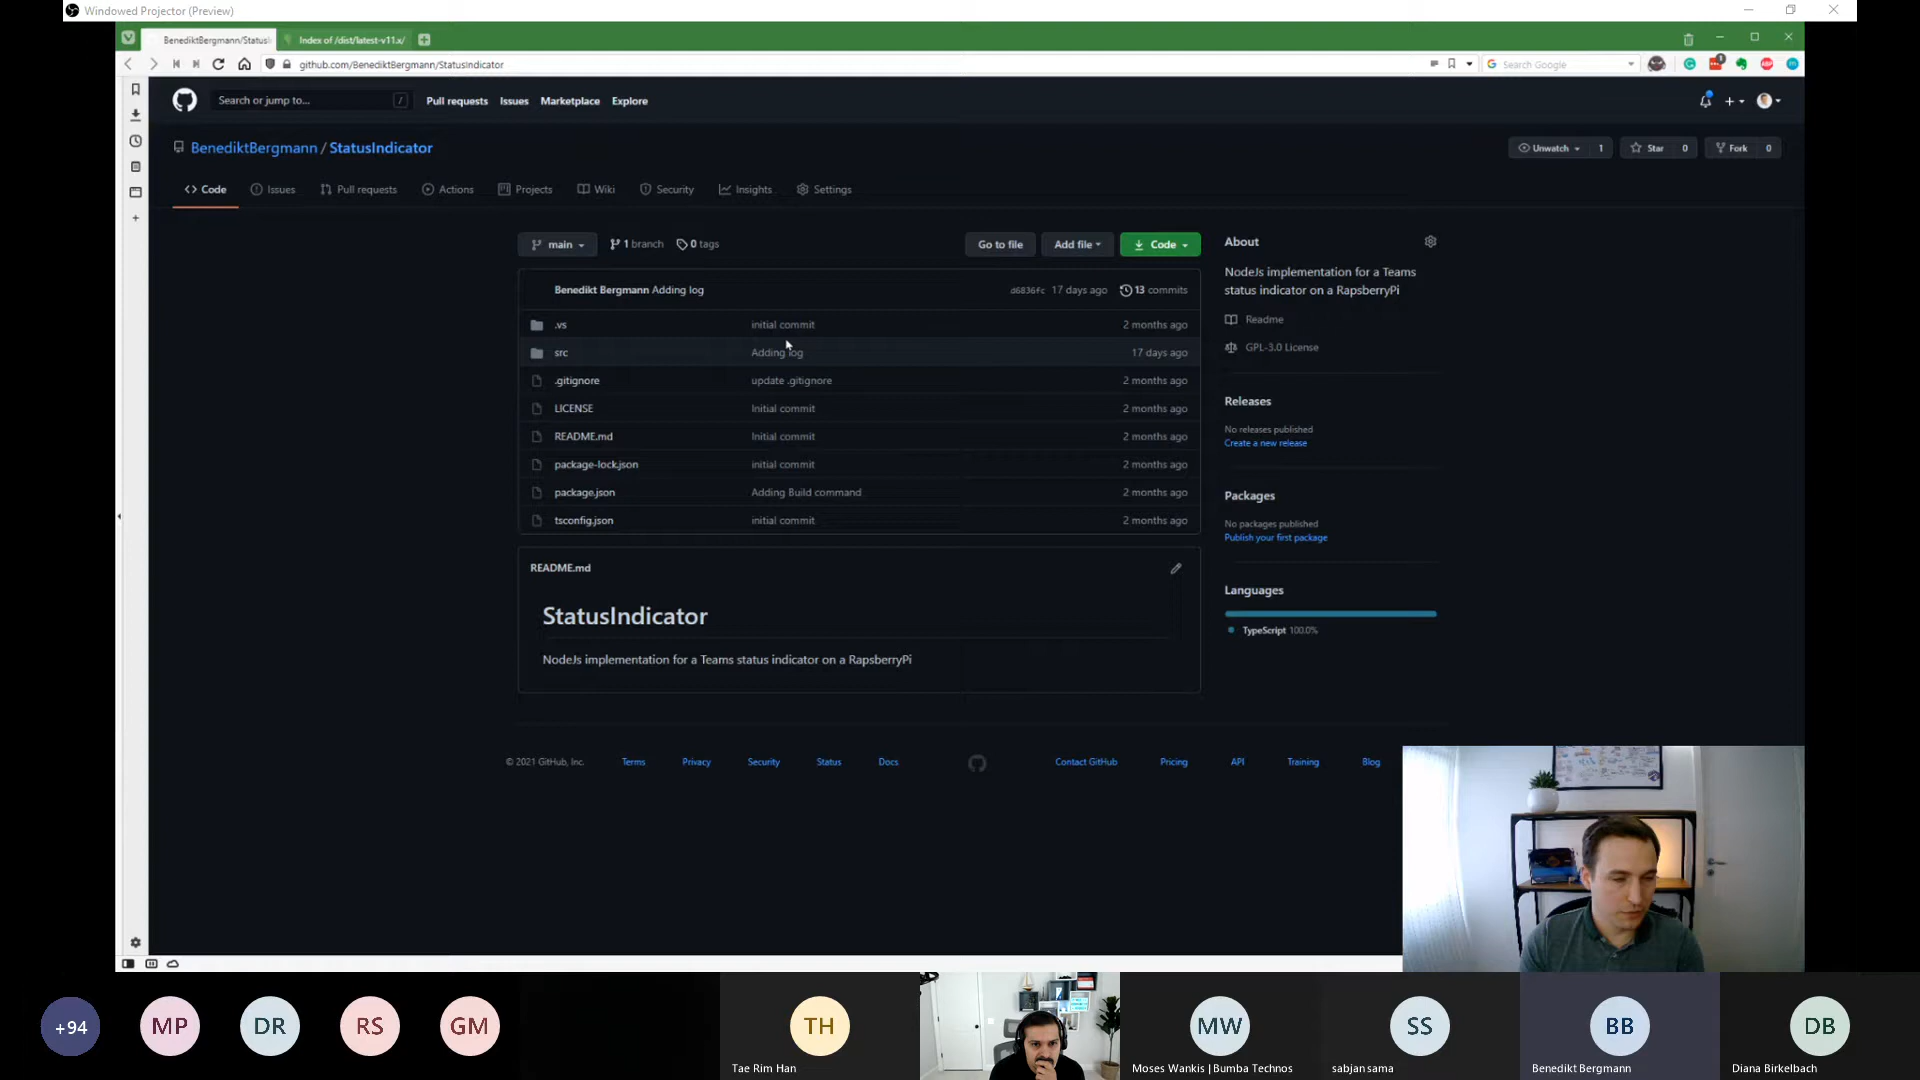 Windowed Projector (Preview)
BenediktBergmann/Status
Index of /dist/latest-v11.x/
github.com/BenediktBergmann/StatusIndicator
Search Google
Search or jump to...
/
Pull requests
Issues
Marketplace
Explore
BenediktBergmann / StatusIndicator
Unwatch
1
Star
0
Fork
0
Code
Issues
Pull requests
Actions
Projects
Wiki
Security
Insights
Settings
main
1 branch
0 tags
Go to file
Add file
Code
Benedikt Bergmann Adding log
d6836fc 17 days ago
13 commits
.vs
initial commit
2 months ago
src
Adding log
17 days ago
.gitignore
update .gitignore
2 months ago
LICENSE
Initial commit
2 months ago
README.md
Initial commit
2 months ago
package-lock.json
initial commit
2 months ago
package.json
Adding Build command
2 months ago
tsconfig.json
initial commit
2 months ago
About
NodeJs implementation for a Teams
status indicator on a RapsberryPi
Readme
GPL-3.0 License
Releases
No releases published
Create a new release
Packages
No packages published
Publish your first package
Languages
TypeScript 100.0%
README.md
StatusIndicator
NodeJs implementation for a Teams status indicator on a RapsberryPi
© 2021 GitHub, Inc.
Terms
Privacy
Security
Status
Docs
Contact GitHub
Pricing
API
Training
Blog
+94
MP
DR
RS
GM
TH
Tae Rim Han
MW
Moses Wankis | Bumba Technos
SS
sabjan sama
BB
Benedikt Bergmann
DB
Diana Birkelbach